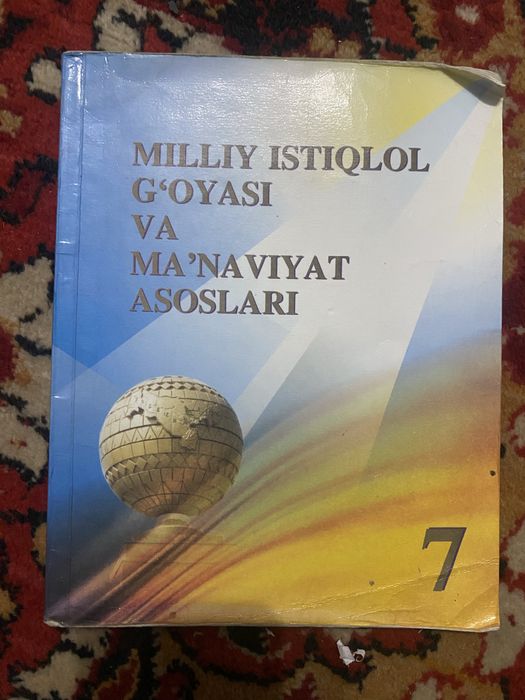 MILLIY ISTIQLOL
G‘OYASI
VA
MA’NAVIYAT
ASOSLARI
7